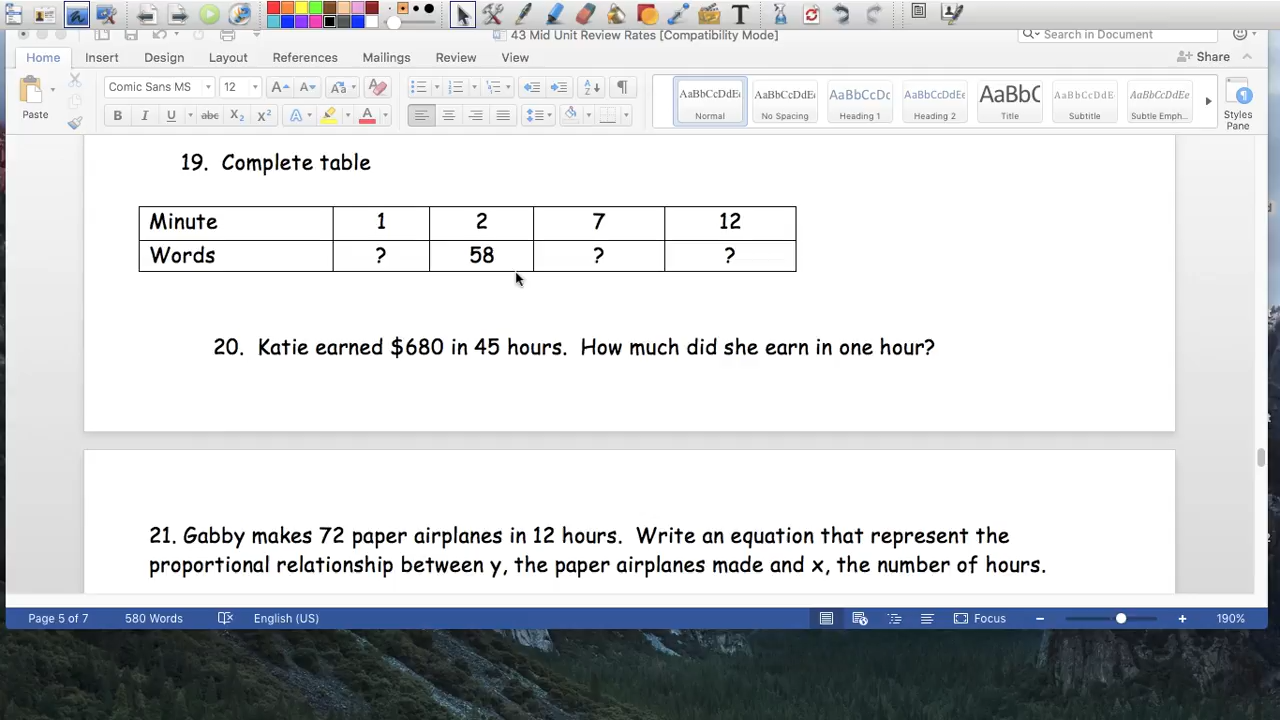 43 Mid Unit Review Rates [Compatibility Mode]
Search in Document
Home Insert Design Layout References Mailings Review View
Share
Paste
Comic Sans MS 12
B I U abc X₂ X²
AaBbCcDdEe AaBbCcDdEe AaBbCcDc AaBbCcDdEe AaBbC AaBbCcDdE AaBbCcDdEe
Normal No Spacing Heading 1 Heading 2 Title Subtitle Subtle Emph...
Styles Pane
19. Complete table
Minute 1 2 7 12
Words ? 58 ? ?
20. Katie earned $680 in 45 hours. How much did she earn in one hour?
21. Gabby makes 72 paper airplanes in 12 hours. Write an equation that represent the
proportional relationship between y, the paper airplanes made and x, the number of hours.
Page 5 of 7 580 Words English (US) Focus 190%